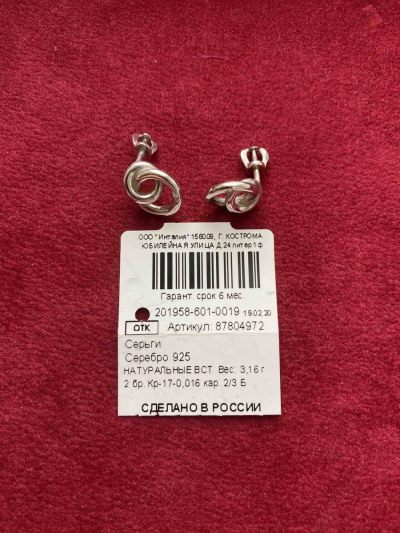 ООО "Инталия" 156009, Г. КОСТРОМА
ЮБИЛЕЙНАЯ УЛИЦА Д.24 литер1 ф
Гарант. срок 6 мес.
201958-601-0019 19.02.20
ОТК Артикул: 87804972
Серьги
Серебро 925
НАТУРАЛЬНЫЕ ВСТ Вес: 3,16 г
2 бр. Кр-17-0,016 кар. 2/3 Б
СДЕЛАНО В РОССИИ